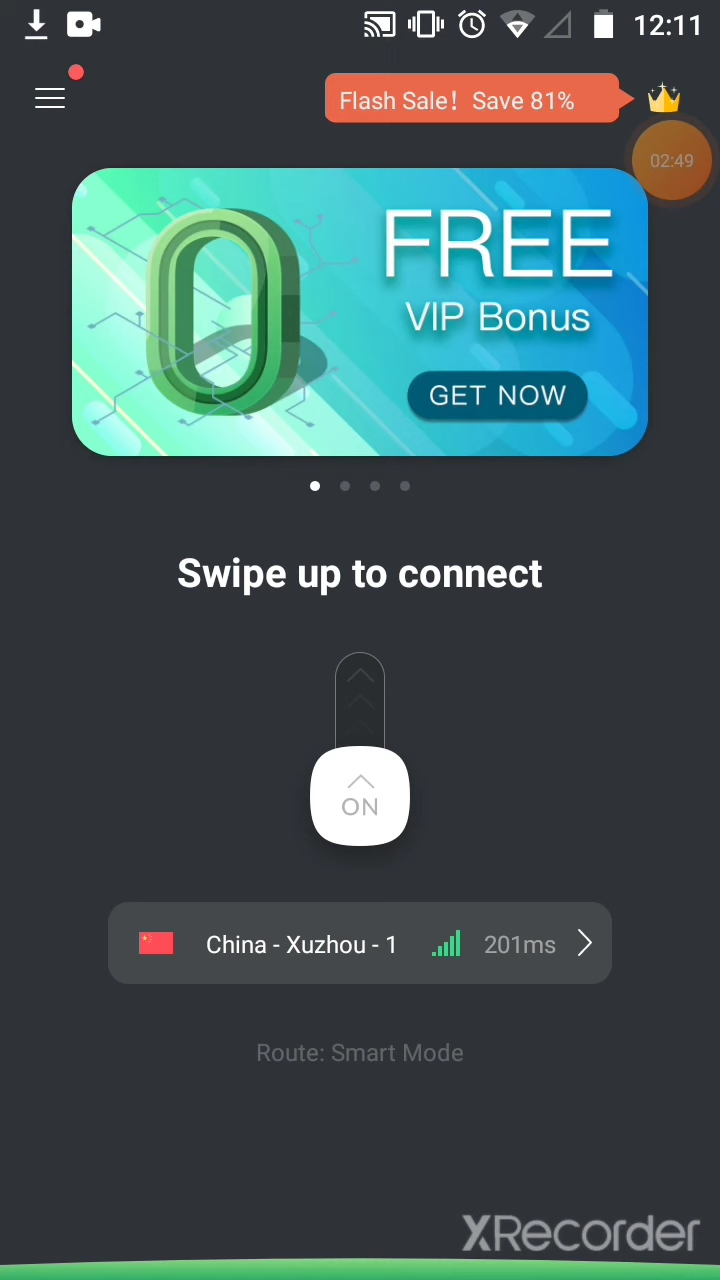 12:11
Flash Sale! Save 81%
02:49
FREE
VIP Bonus
GET NOW
Swipe up to connect
ON
China - Xuzhou - 1 201ms
Route: Smart Mode
XRecorder